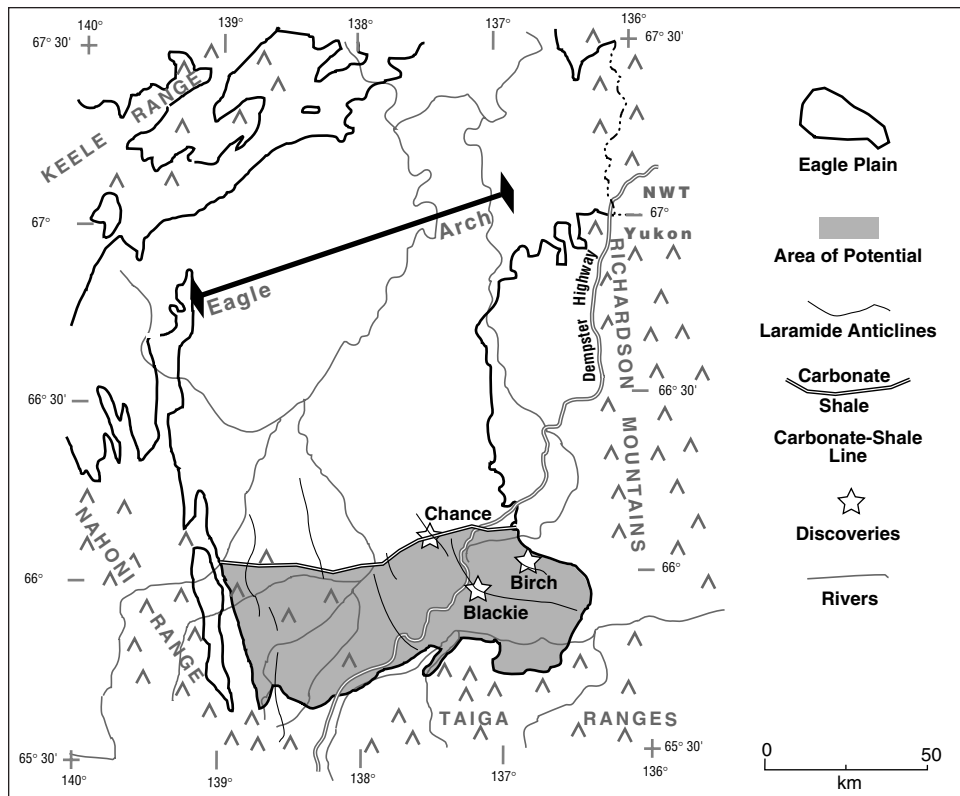 140°
139°
138°
137°
136°
67° 30'
67° 30'
KEELE RANGE
NWT
67°
67°
Yukon
Eagle Arch
Dempster Highway
RICHARDSON MOUNTAINS
66° 30'
66° 30'
NAHONI RANGE
Chance
66°
66°
Birch
Blackie
TAIGA RANGES
65° 30'
65° 30'
140°
139°
138°
137°
136°
Eagle Plain
Area of Potential
Laramide Anticlines
Carbonate
Shale
Carbonate-Shale
Line
Discoveries
Rivers
0 50
km